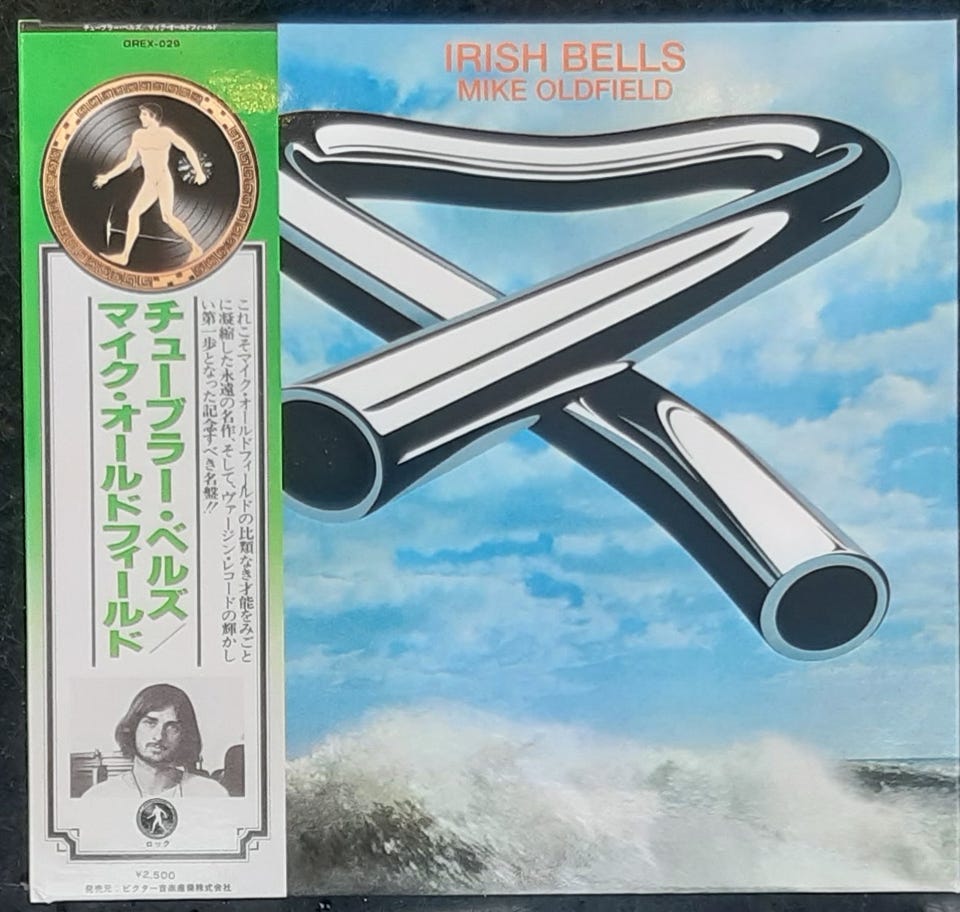 チューブラー・ベルズ/マイク・オールドフィールド
QREX-029
IRISH BELLS
MIKE OLDFIELD
これこそマイク・オールドフィールドの比類なき才能をみごと
に凝縮した永遠の名作、そして、ヴァージン・レコードの輝かし
い第一歩となった記念すべき名盤!!
チューブラー・ベルズ/
マイク・オールドフィールド
ロック
¥2,500
発売元:ビクター音楽産業株式会社